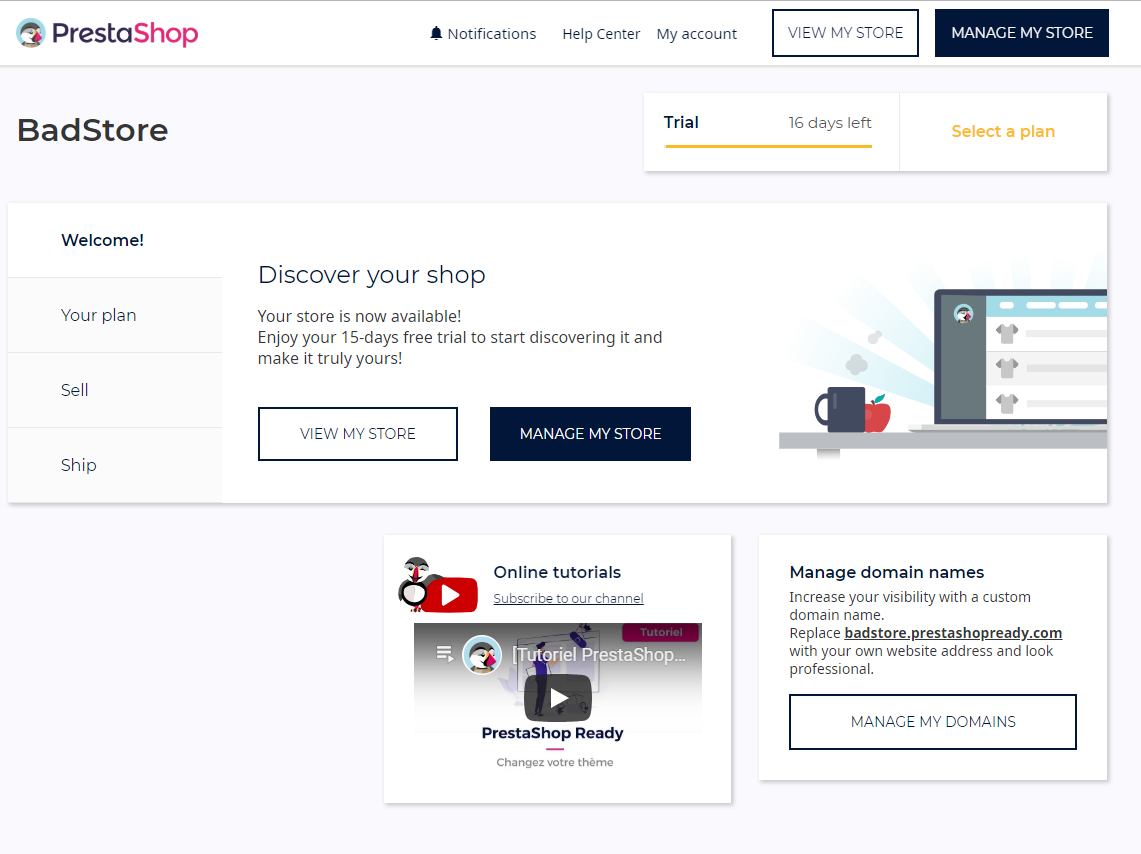 PrestaShop
Notifications
Help Center
My account
VIEW MY STORE
MANAGE MY STORE
BadStore
Trial
16 days left
Select a plan
Welcome!
Your plan
Sell
Ship
Discover your shop
Your store is now available!
Enjoy your 15-days free trial to start discovering it and
make it truly yours!
VIEW MY STORE
MANAGE MY STORE
Online tutorials
Subscribe to our channel
Tutoriel
[Tutoriel PrestaShop...
PrestaShop Ready
Changez votre thème
Manage domain names
Increase your visibility with a custom
domain name.
Replace badstore.prestashopready.com
with your own website address and look
professional.
MANAGE MY DOMAINS